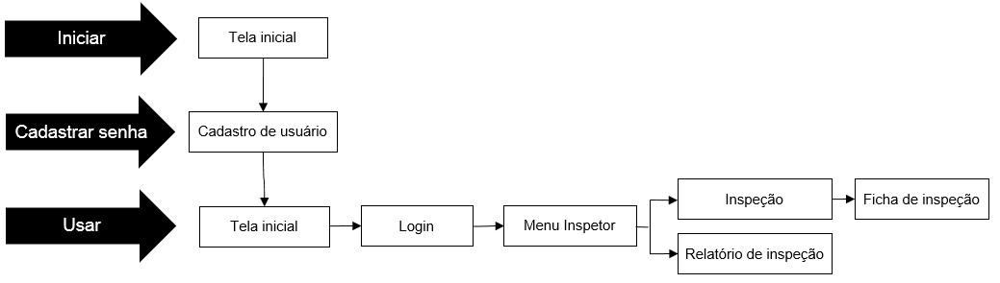 Iniciar
Tela inicial
Cadastrar senha
Cadastro de usuário
Usar
Tela inicial
Login
Menu Inspetor
Inspeção
Ficha de inspeção
Relatório de inspeção